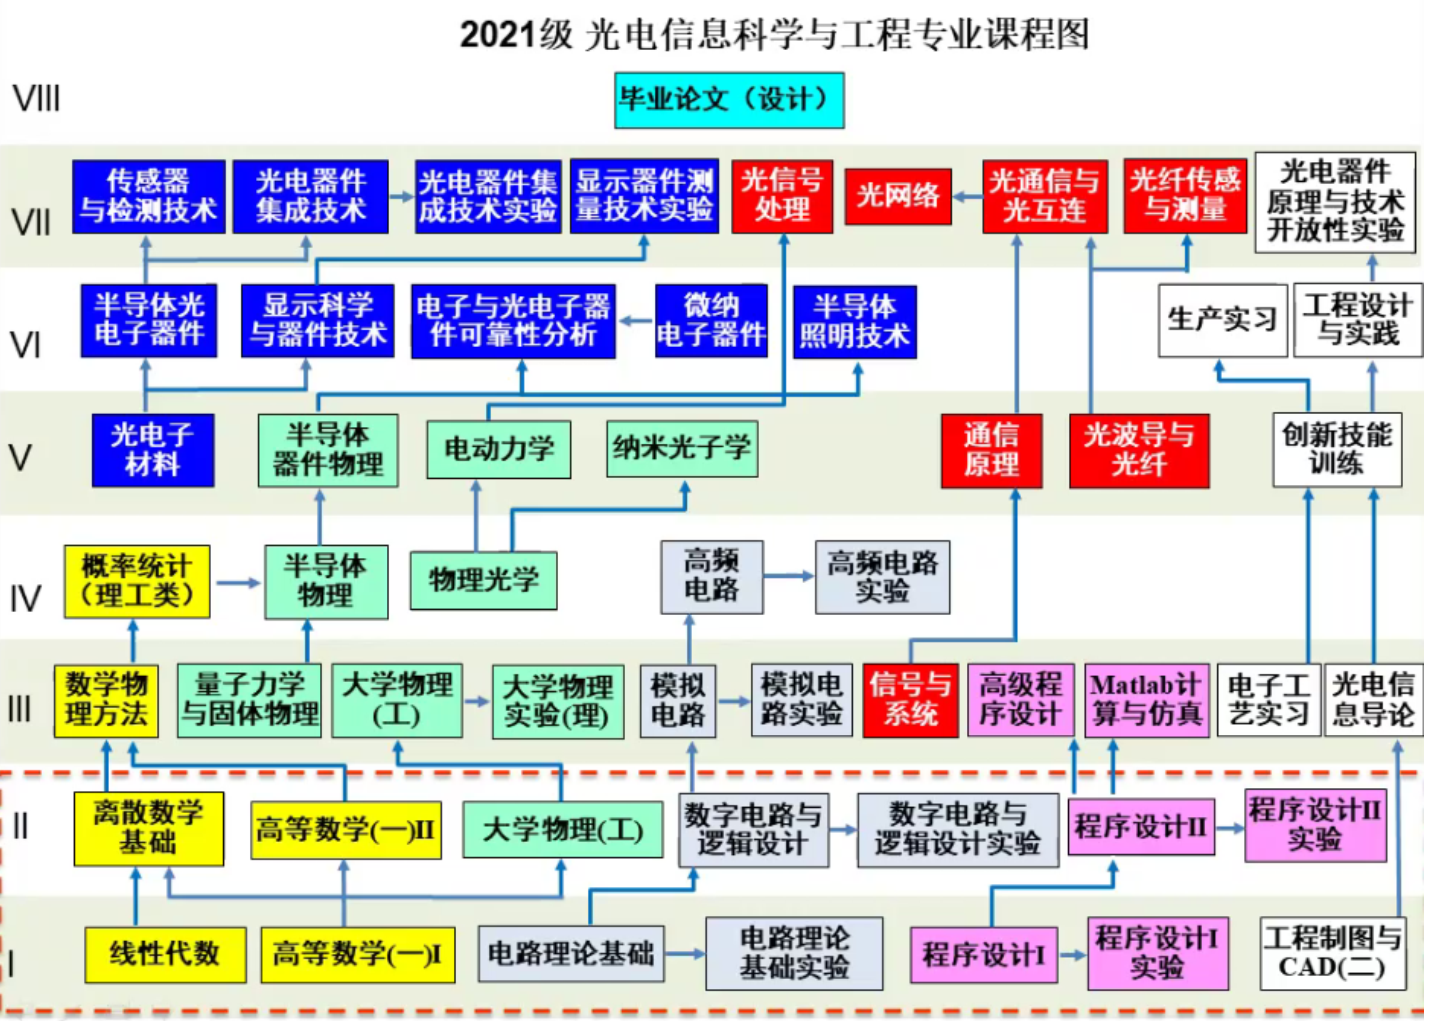 2021级 光电信息科学与工程专业课程图
VIII
毕业论文（设计）
VII
传感器
与检测技术
光电器件
集成技术
光电器件集
成技术实验
显示器件测
量技术实验
光信号
处理
光网络
光通信与
光互连
光纤传感
与测量
光电器件
原理与技术
开放性实验
VI
半导体光
电子器件
显示科学
与器件技术
电子与光电子器
件可靠性分析
微纳
电子器件
半导体
照明技术
生产实习
工程设计
与实践
V
光电子
材料
半导体
器件物理
电动力学
纳米光子学
通信
原理
光波导与
光纤
创新技能
训练
IV
概率统计
（理工类）
半导体
物理
物理光学
高频
电路
高频电路
实验
III
数学物
理方法
量子力学
与固体物理
大学物理
(工)
大学物理
实验(理)
模拟
电路
模拟电
路实验
信号与
系统
高级程
序设计
Matlab计
算与仿真
电子工
艺实习
光电信
息导论
II
离散数学
基础
高等数学(一)II
大学物理(工)
数字电路与
逻辑设计
数字电路与
逻辑设计实验
程序设计II
程序设计II
实验
I
线性代数
高等数学(一)I
电路理论基础
电路理论
基础实验
程序设计I
程序设计I
实验
工程制图与
CAD(二)